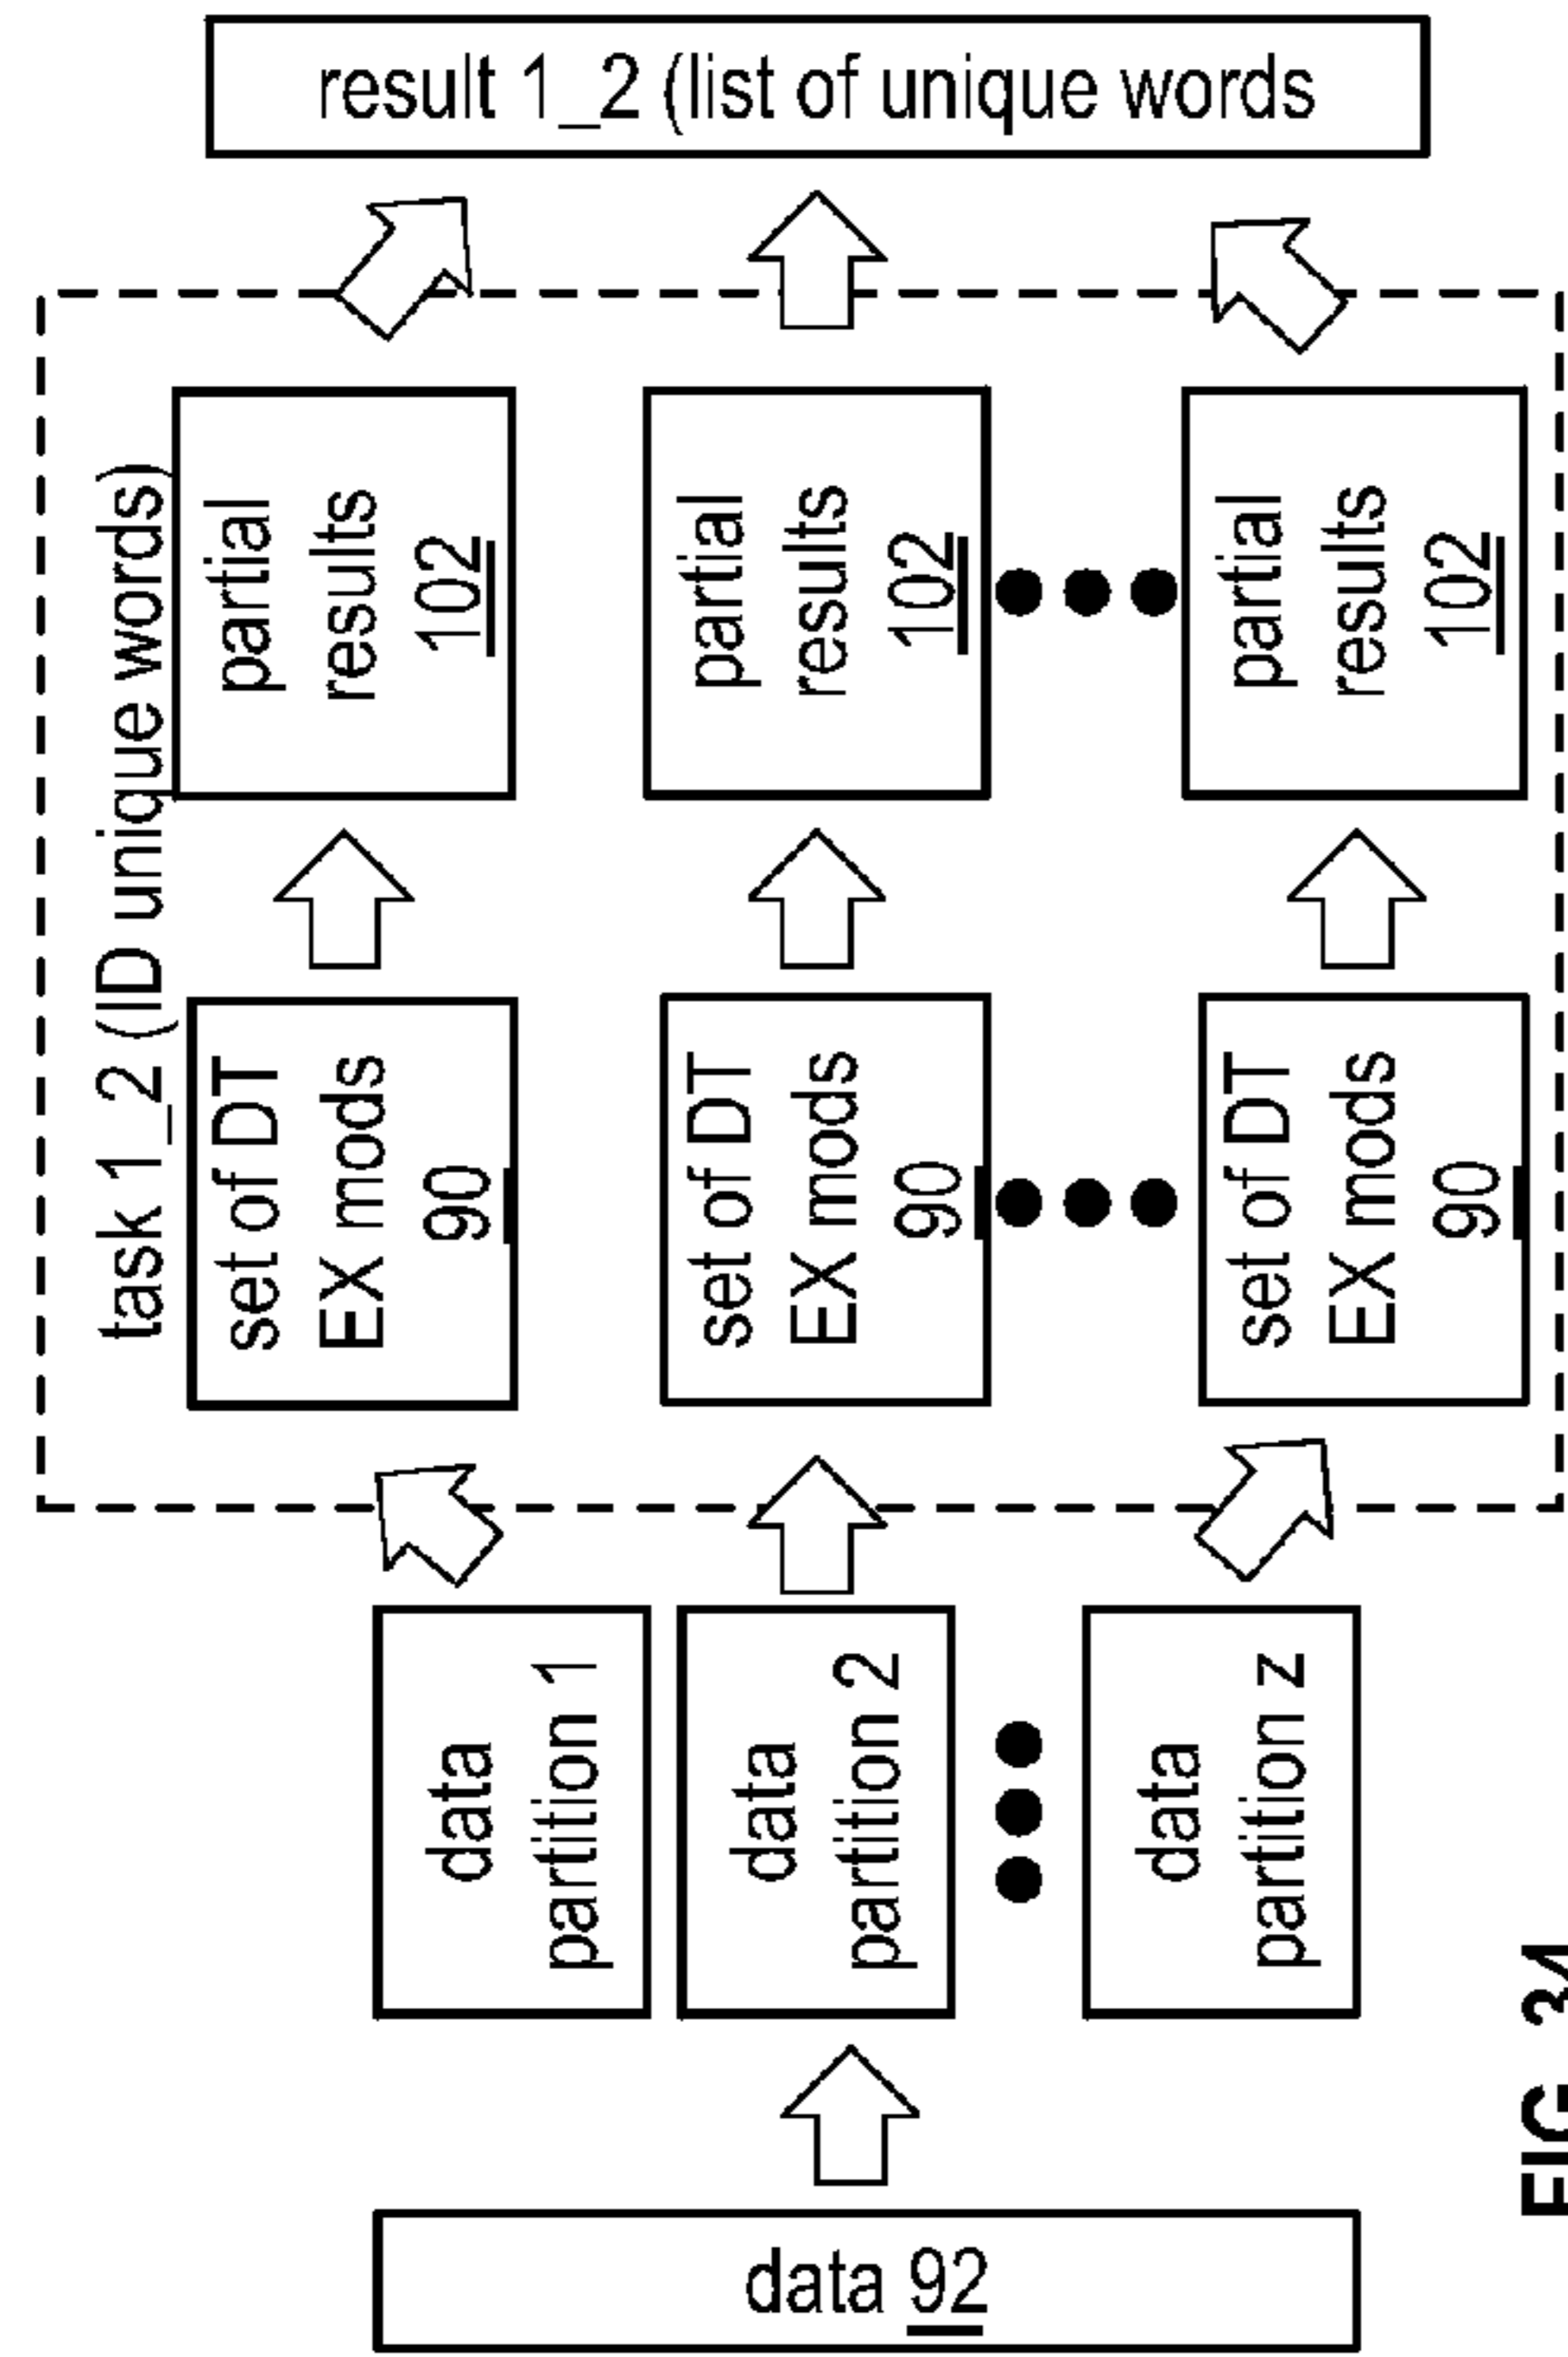 result 1_2 (list of unique words
task 1_2 (ID unique words)
partial
results
102
partial
results
102
partial
results
102
set of DT
EX mods
90
set of DT
EX mods
90
set of DT
EX mods
90
data
partition 1
data
partition 2
data
partition z
data 92
FIG. 34